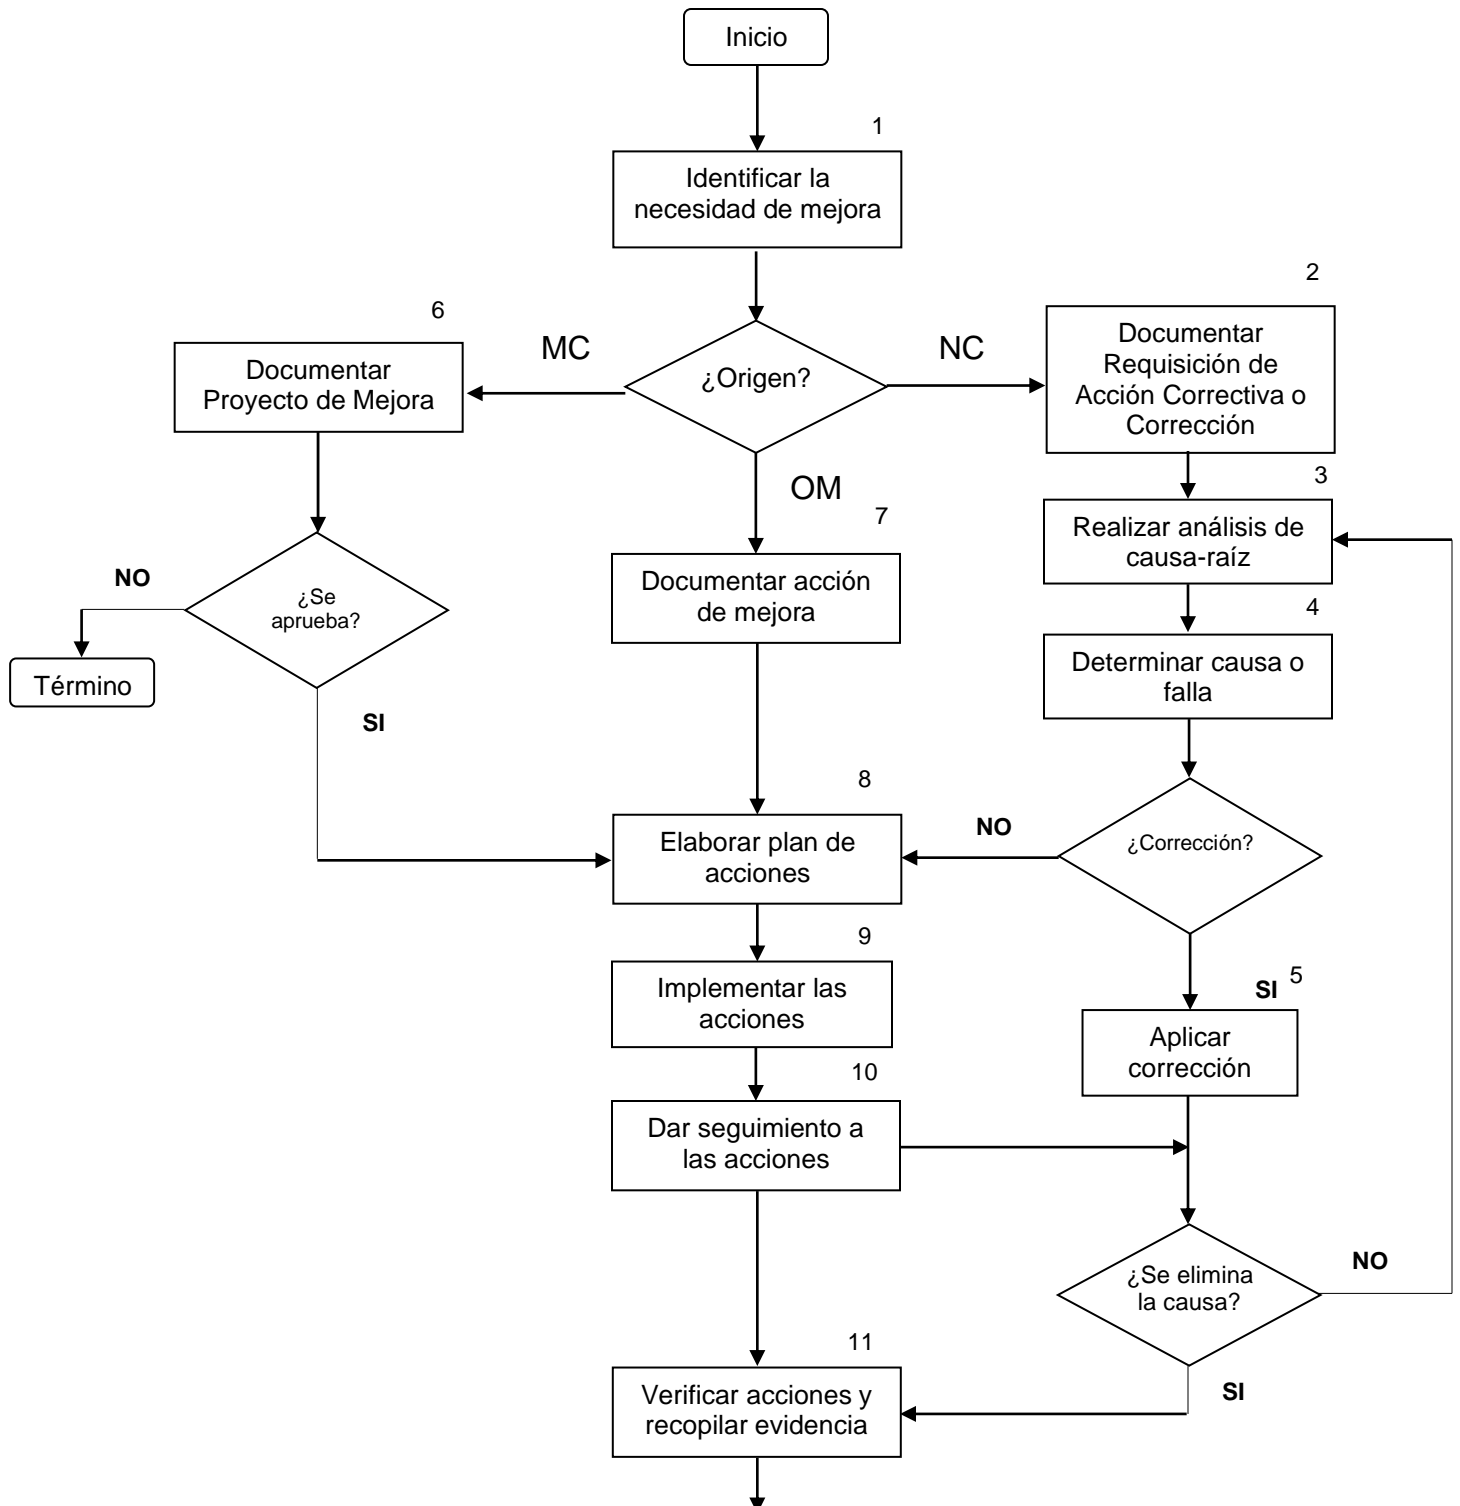 Inicio
1
Identificar la
necesidad de mejora
2
6
MC
NC
¿Origen?
Documentar
Proyecto de Mejora
Documentar
Requisición de
Acción Correctiva o
Corrección
OM
7
3
Realizar análisis de
causa-raíz
NO
¿Se
aprueba?
Documentar acción
de mejora
4
Término
Determinar causa o
falla
SI
8
NO
Elaborar plan de
acciones
¿Corrección?
9
SI
5
Implementar las
acciones
Aplicar
corrección
10
Dar seguimiento a
las acciones
¿Se elimina
la causa?
NO
11
SI
Verificar acciones y
recopilar evidencia